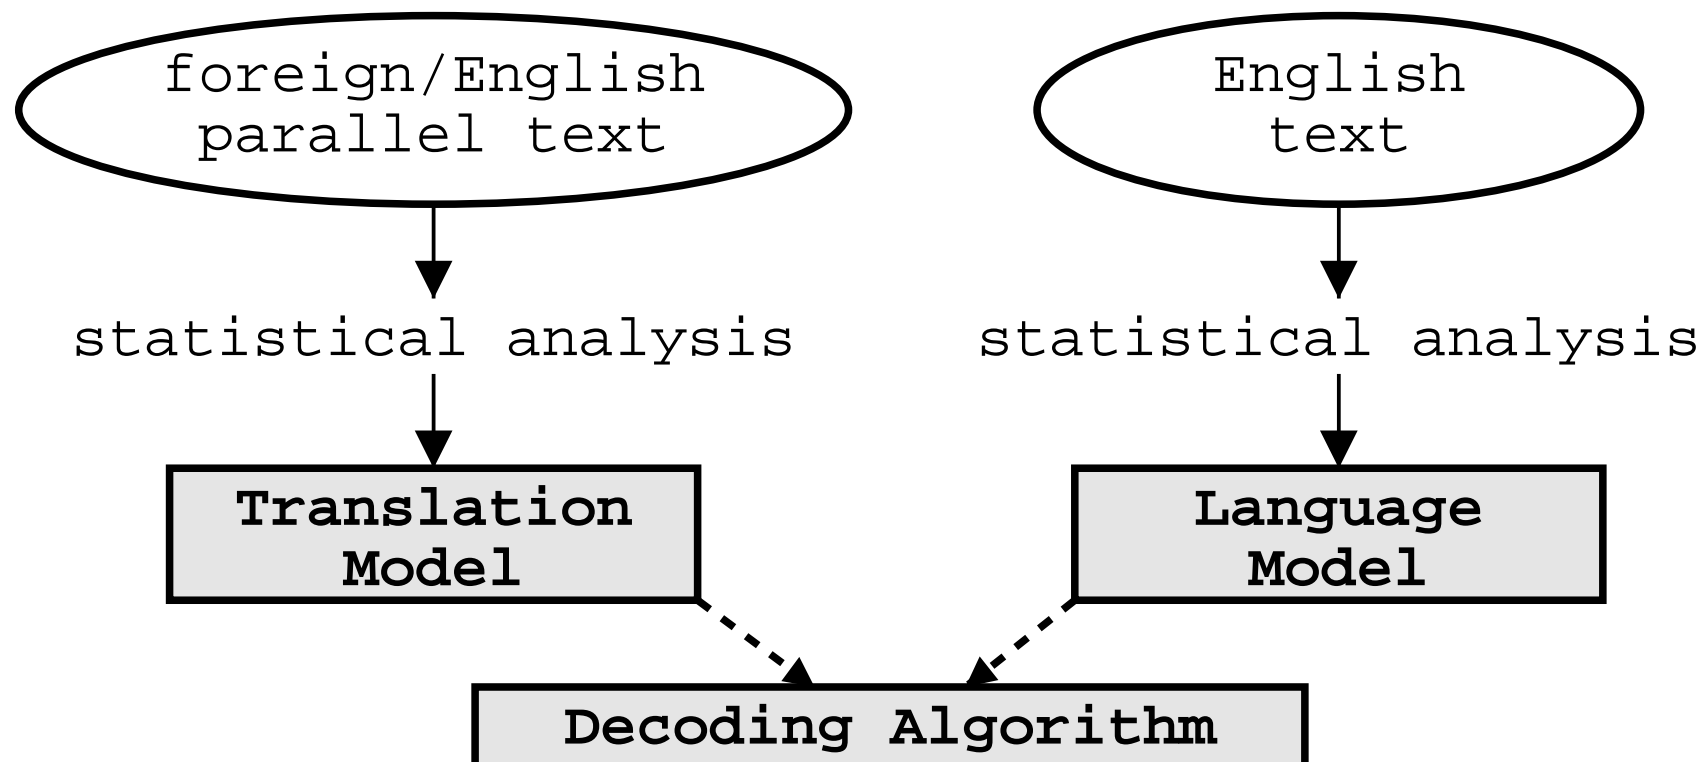 foreign/English
parallel text
English
text
statistical analysis
statistical analysis
Translation
Model
Language
Model
Decoding Algorithm